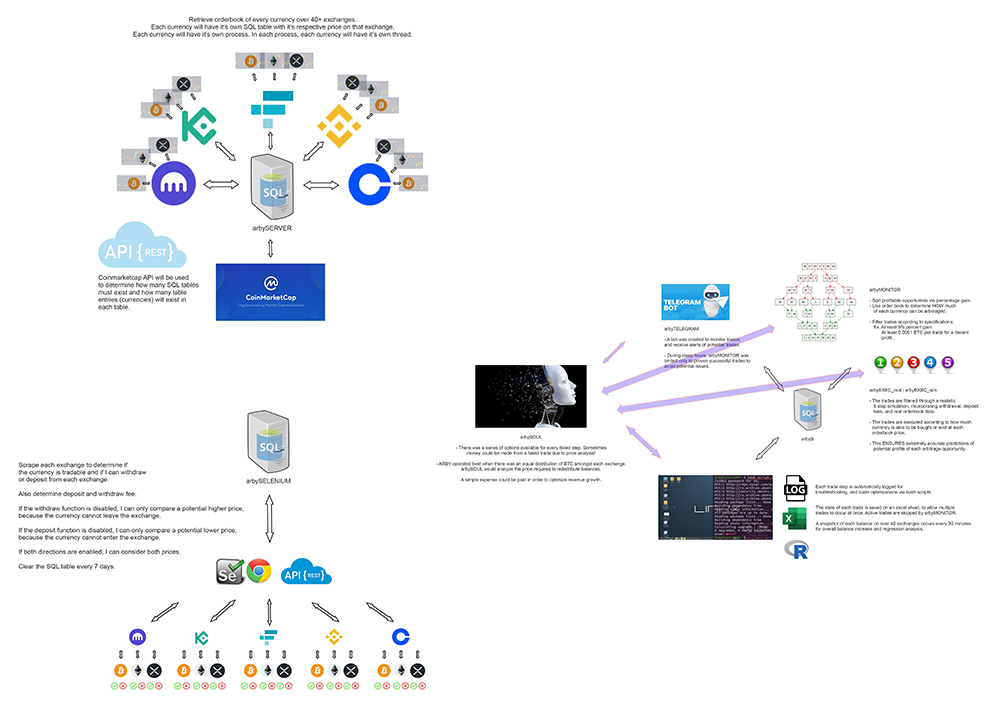 Retrieve orderbook of every currency over 40+ exchanges.
Each currency will have it's own SQL table with it's respective price on that exchange.
Each currency will have it's own process. In each process, each currency will have it's own thread.
SQL
arbySERVER
API {REST}
Coinmarketcap API will be used
to determine how many SQL tables
must exist and how many table
entries (currencies) will exist in
each table.
CoinMarketCap
SQL
arbySELENIUM
Scrape each exchange to determine if
the currency is tradable and if I can withdraw
or deposit from each exchange.
Also determine deposit and withdraw fee.
If the withdraw function is disabled, I can only compare a potential higher price,
because the currency cannot leave the exchange.
If the deposit function is disabled, I can only compare a potential lower price,
because the currency cannot enter the exchange.
If both directions are enabled, I can consider both prices.
Clear the SQL table every 7 days.
Se
API {REST}
TELEGRAM
BOT
arbyTELEGRAM
- A bot was created to monitor trades
and receive alerts of potential trades.
- During sleep hours, arbyMONITOR was
limited only to proven successful trades to
avoid potential issues.
arbySOUL
- There was a series of options available for every failed step. Sometimes
money could be made from a failed trade due to price analysis!
- ARBY operated best when there was an equal distribution of BTC amongst each exchange.
arbySOUL would analyze the price required to redistribute balances.
A simple expense could be paid in order to optimize revenue growth.
arbyMONITOR
- Sort profitable opportunities via percentage gain.
- Use order book to determine HOW much
of each currency can be arbitraged.
- Filter trades according to specifications:
Ex. At least 5% percent gain.
At least 0.0001 BTC per trade for a decent
profit.
1 2 3 4 5
arbyEXEC_real | arbyEXEC_sim
- The trades are filtered through a realistic
5-step simulation, incorporating withdrawal, deposit
fees, and real orderbook data.
- The trades are executed according to how much
currency is able to be bought or sold at each
orderbook price.
- This ENSURES extremely accurate predictions of
potential profits of each arbitrage opportunity.
SQL
arby$
LOG
Each trade step is automatically logged for
troubleshooting, and trade optimizations via bash scripts
X
The state of each trade is saved on an excel sheet, to allow multiple
trades to occur at once. Active trades are skipped by arbyMONITOR.
A snapshot of each balance on over 40 exchanges occurs every 30 minutes
for overall balance increase and regression analysis.
R